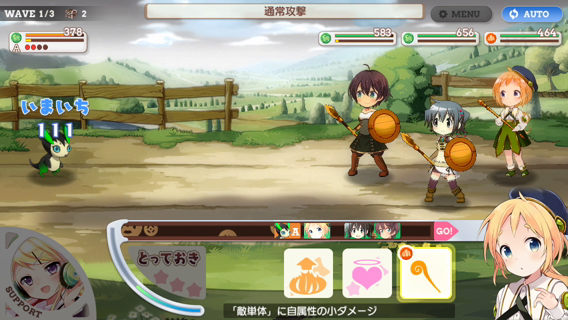 WAVE 1/3 2
通常攻撃
MENU
AUTO
378
A
583
656
464
いまいち
111
A
GO!
とっておき
SUPPORT
「敵単体」に自属性の小ダメージ